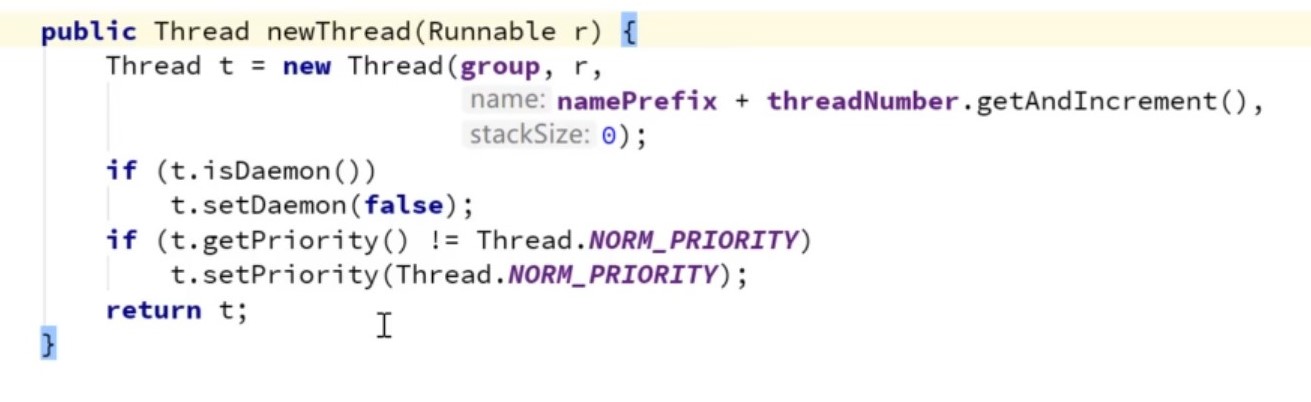 public Thread newThread(Runnable r) {
    Thread t = new Thread(group, r,
                          name: namePrefix + threadNumber.getAndIncrement(),
                          stackSize: 0);
    if (t.isDaemon())
        t.setDaemon(false);
    if (t.getPriority() != Thread.NORM_PRIORITY)
        t.setPriority(Thread.NORM_PRIORITY);
    return t;
}